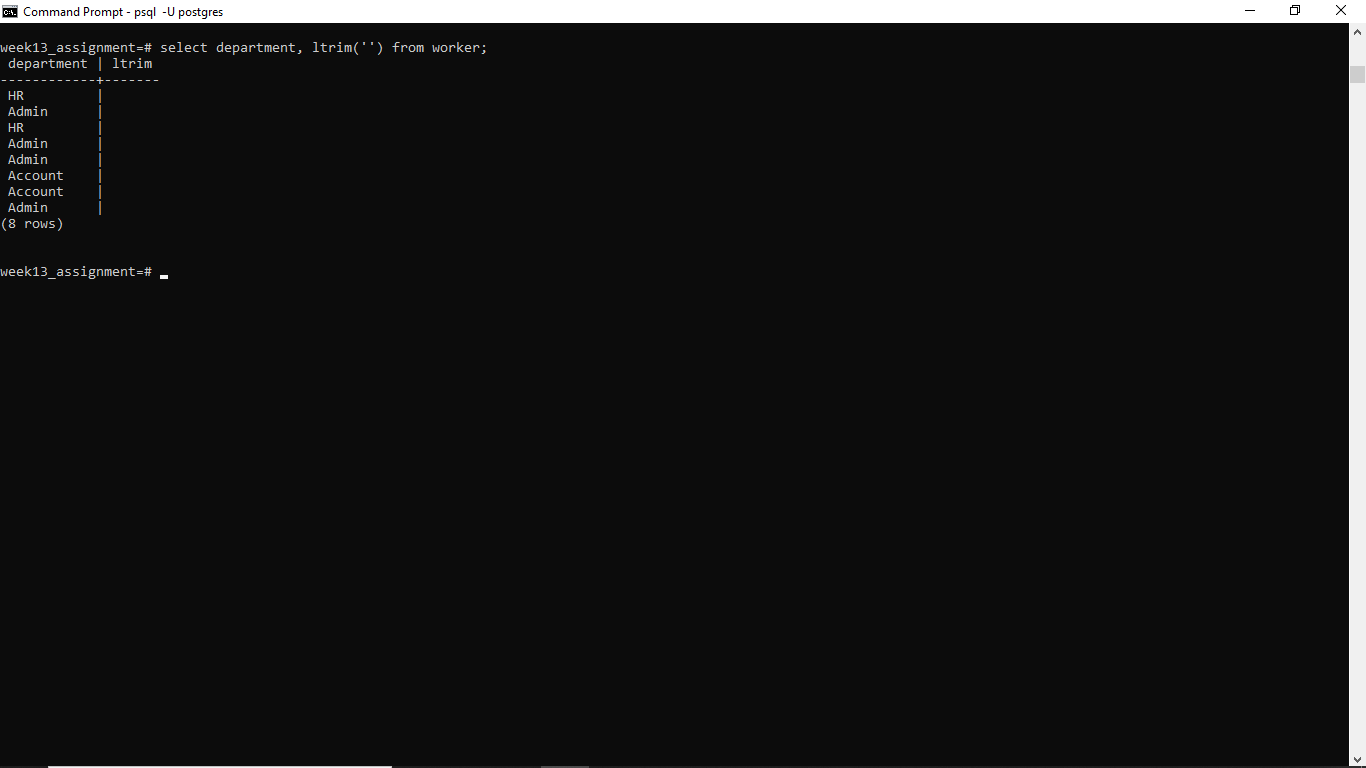 Command Prompt - psql  -U postgres
week13_assignment=# select department, ltrim('') from worker;
 department | ltrim
------------+-------
 HR         |
 Admin      |
 HR         |
 Admin      |
 Admin      |
 Account    |
 Account    |
 Admin      |
(8 rows)
week13_assignment=#